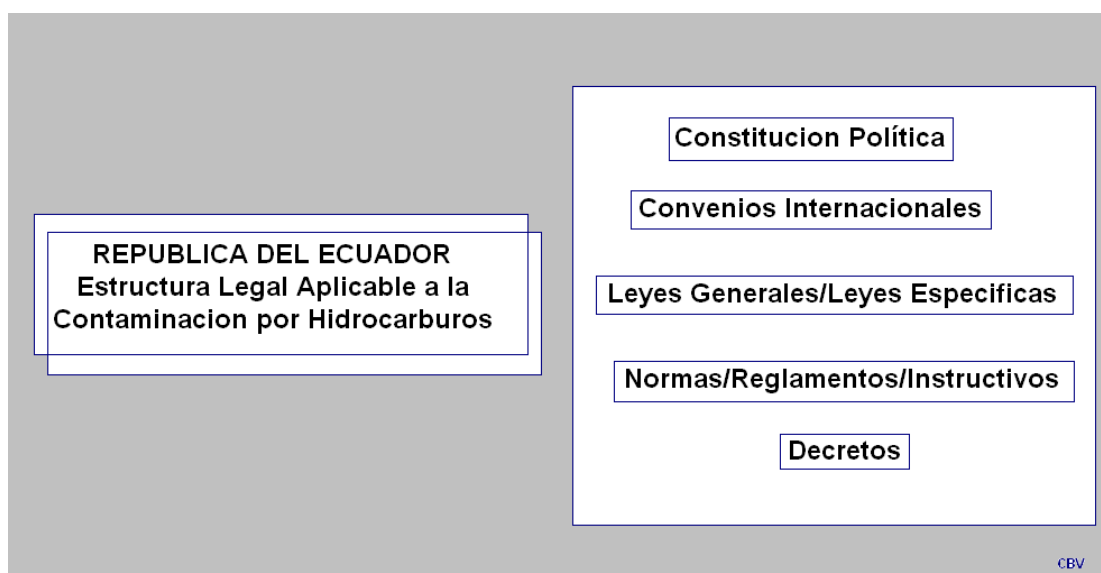 REPUBLICA DEL ECUADOR
Estructura Legal Aplicable a la
Contaminacion por Hidrocarburos
Constitucion Política
Convenios Internacionales
Leyes Generales/Leyes Especificas
Normas/Reglamentos/Instructivos
Decretos
CBV